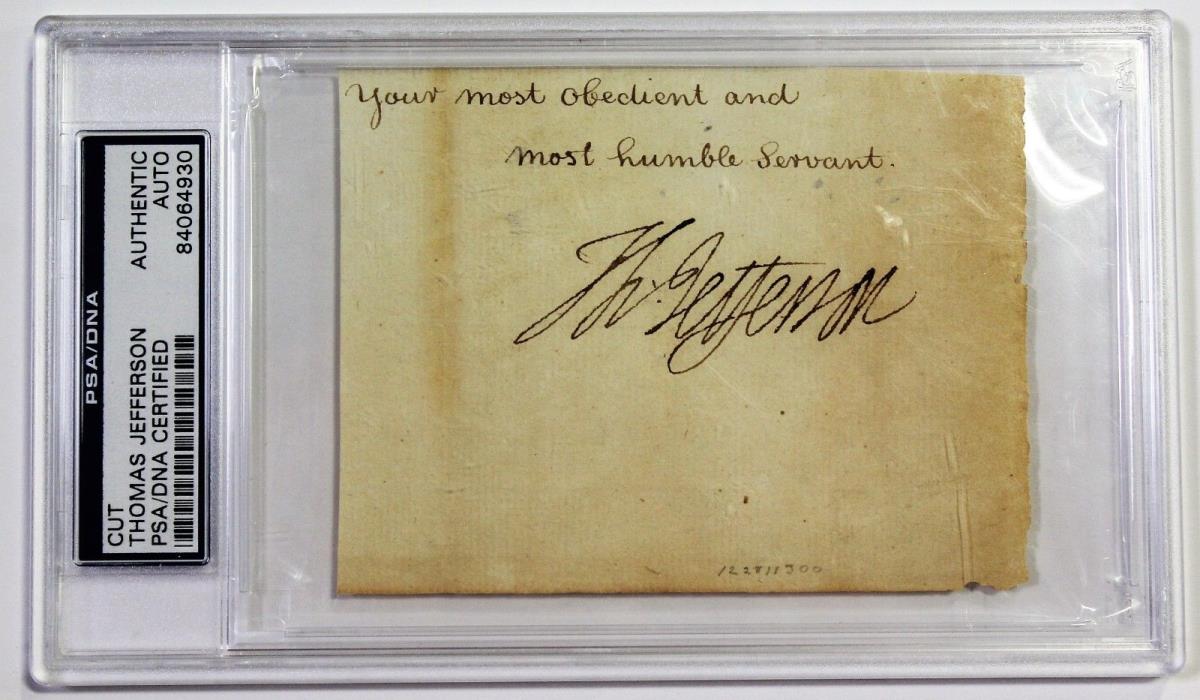 Your most obedient and
most humble Servant.
Th. Jefferson
PSA/DNA
CUT
THOMAS JEFFERSON
PSA/DNA CERTIFIED
AUTHENTIC
AUTO
84064930